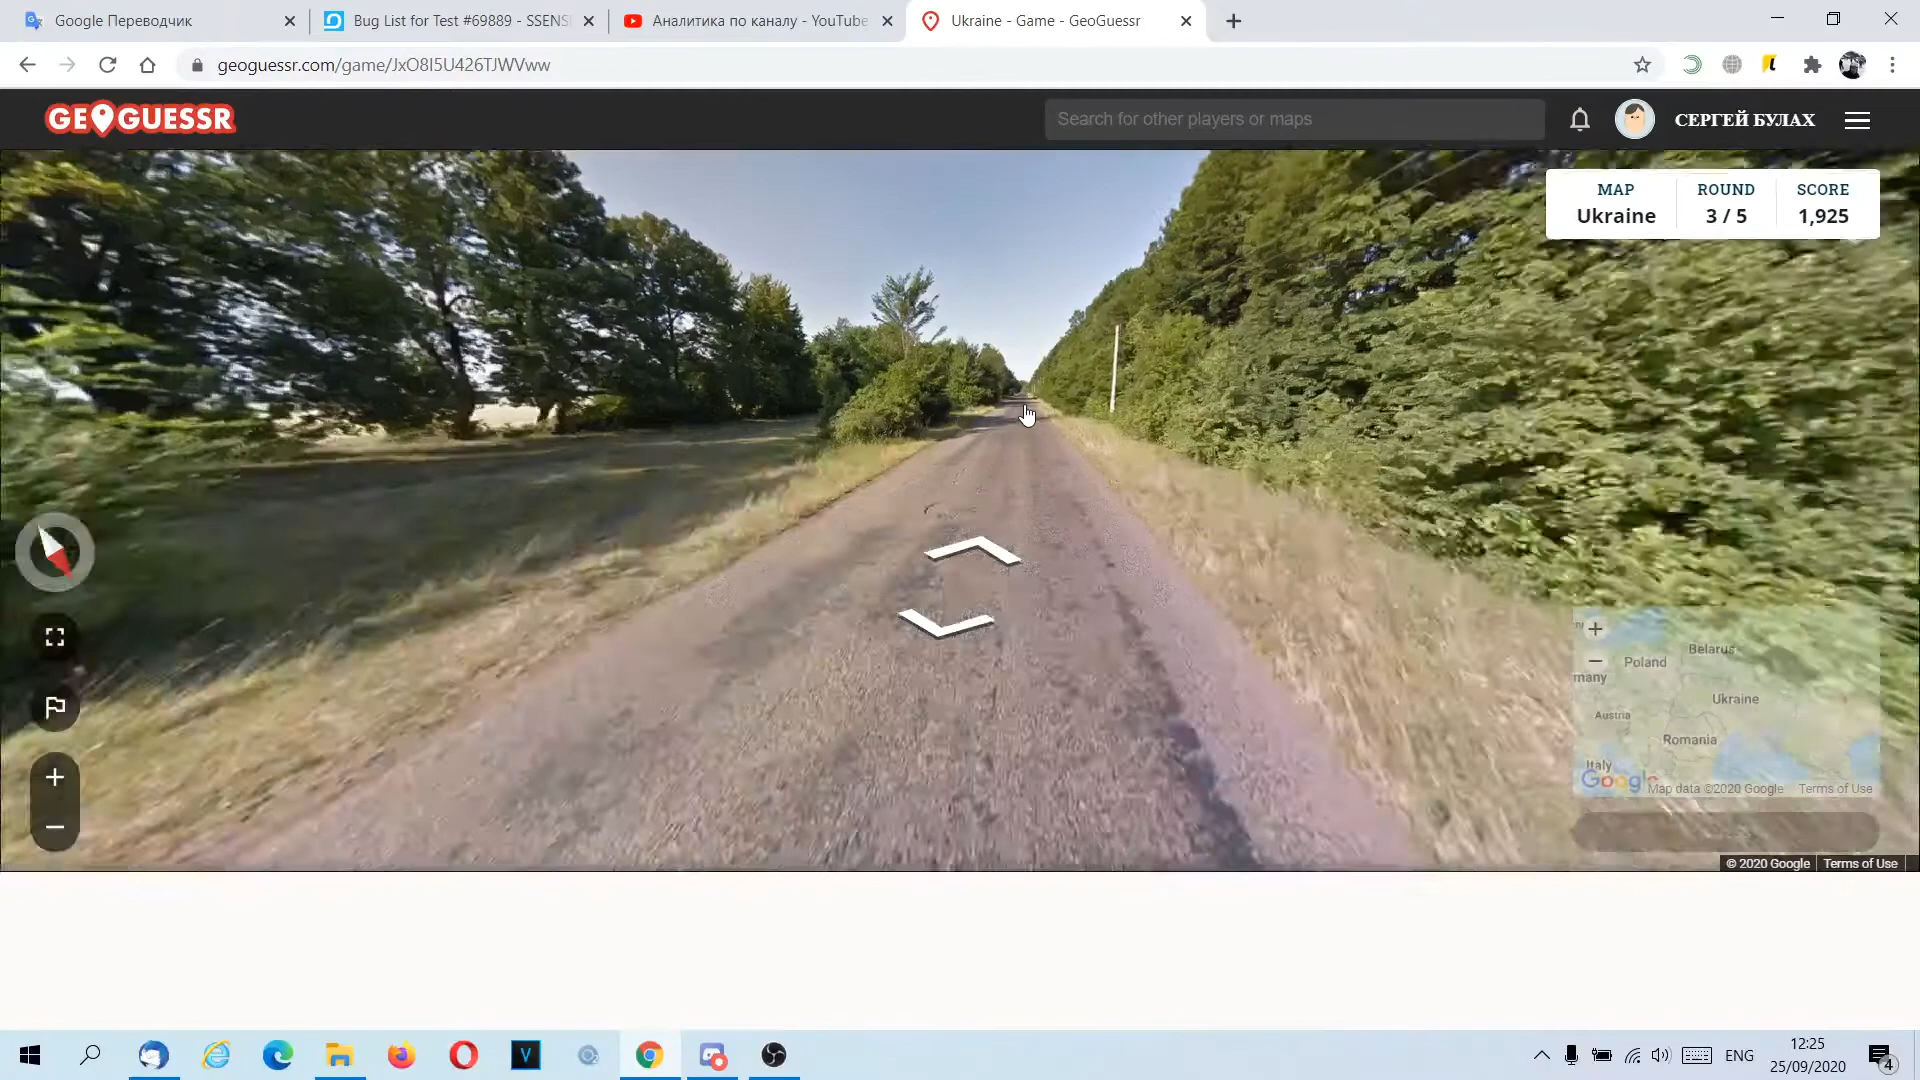 Google Переводчик
Bug List for Test #69889 - SSENS
Аналитика по каналу - YouTube
Ukraine - Game - GeoGuessr
geoguessr.com/game/JxO8I5U426TJWVww
GEOGUESSR
Search for other players or maps
СЕРГЕЙ БУЛАХ
MAP ROUND SCORE
Ukraine 3 / 5 1,925
Belarus
Poland
many
Ukraine
Austria
Romania
Italy
Google Map data ©2020 Google Terms of Use
© 2020 Google Terms of Use
V
O2
ENG
12:25
25/09/2020
4